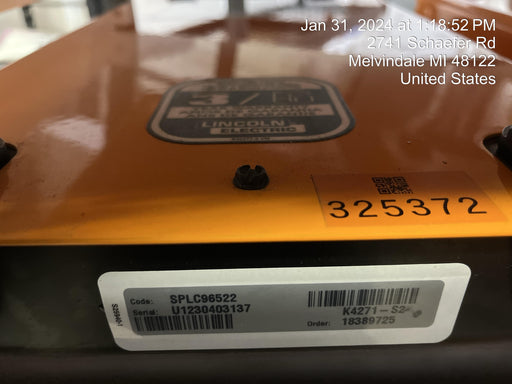 Jan 31, 2024 at 1:18:52 PM
2741 Schaefer Rd
Melvindale MI 48122
United States
LINCOLN
ELECTRIC
325372
Code: SPLC96522
Serial: U1230403137
K4271-S24
Order: 18389725